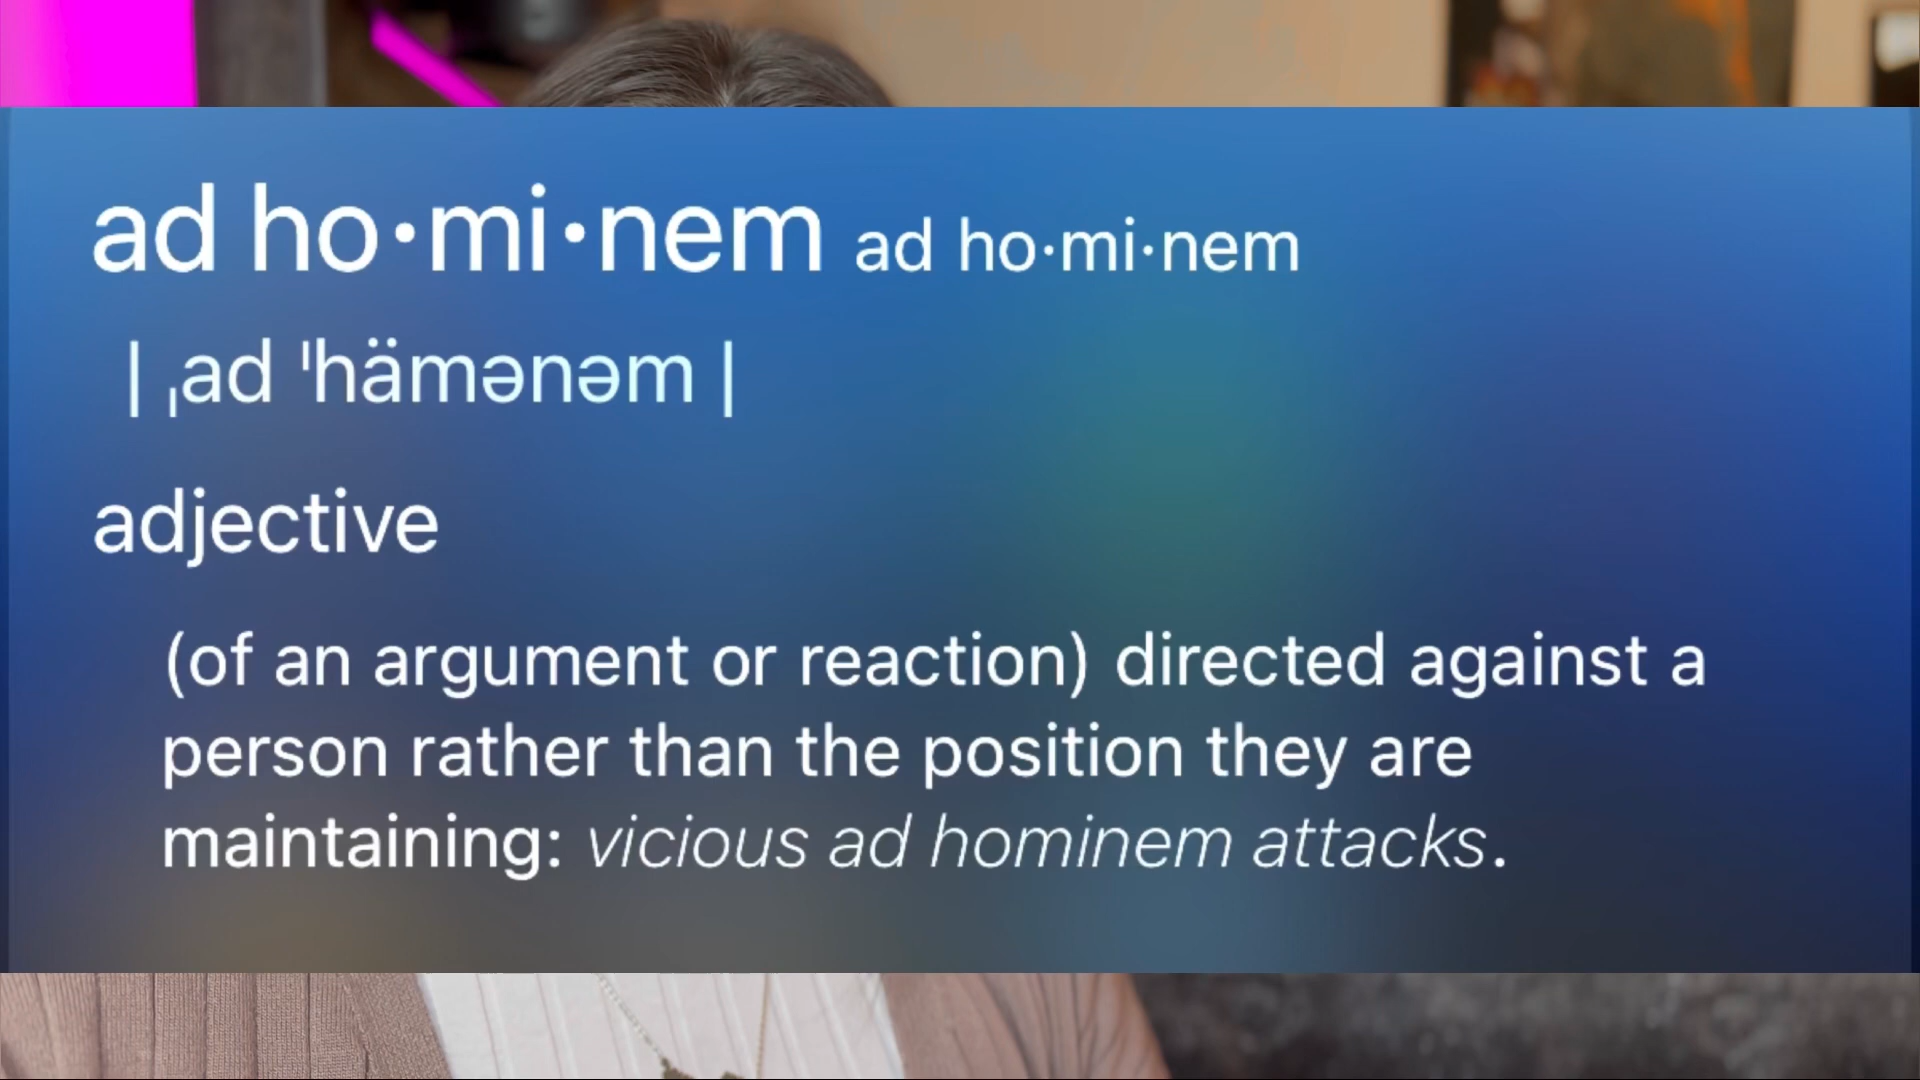 ad ho·mi·nem ad ho·mi·nem
| ˌad ˈhämənəm |
adjective
(of an argument or reaction) directed against a
person rather than the position they are
maintaining: vicious ad hominem attacks.